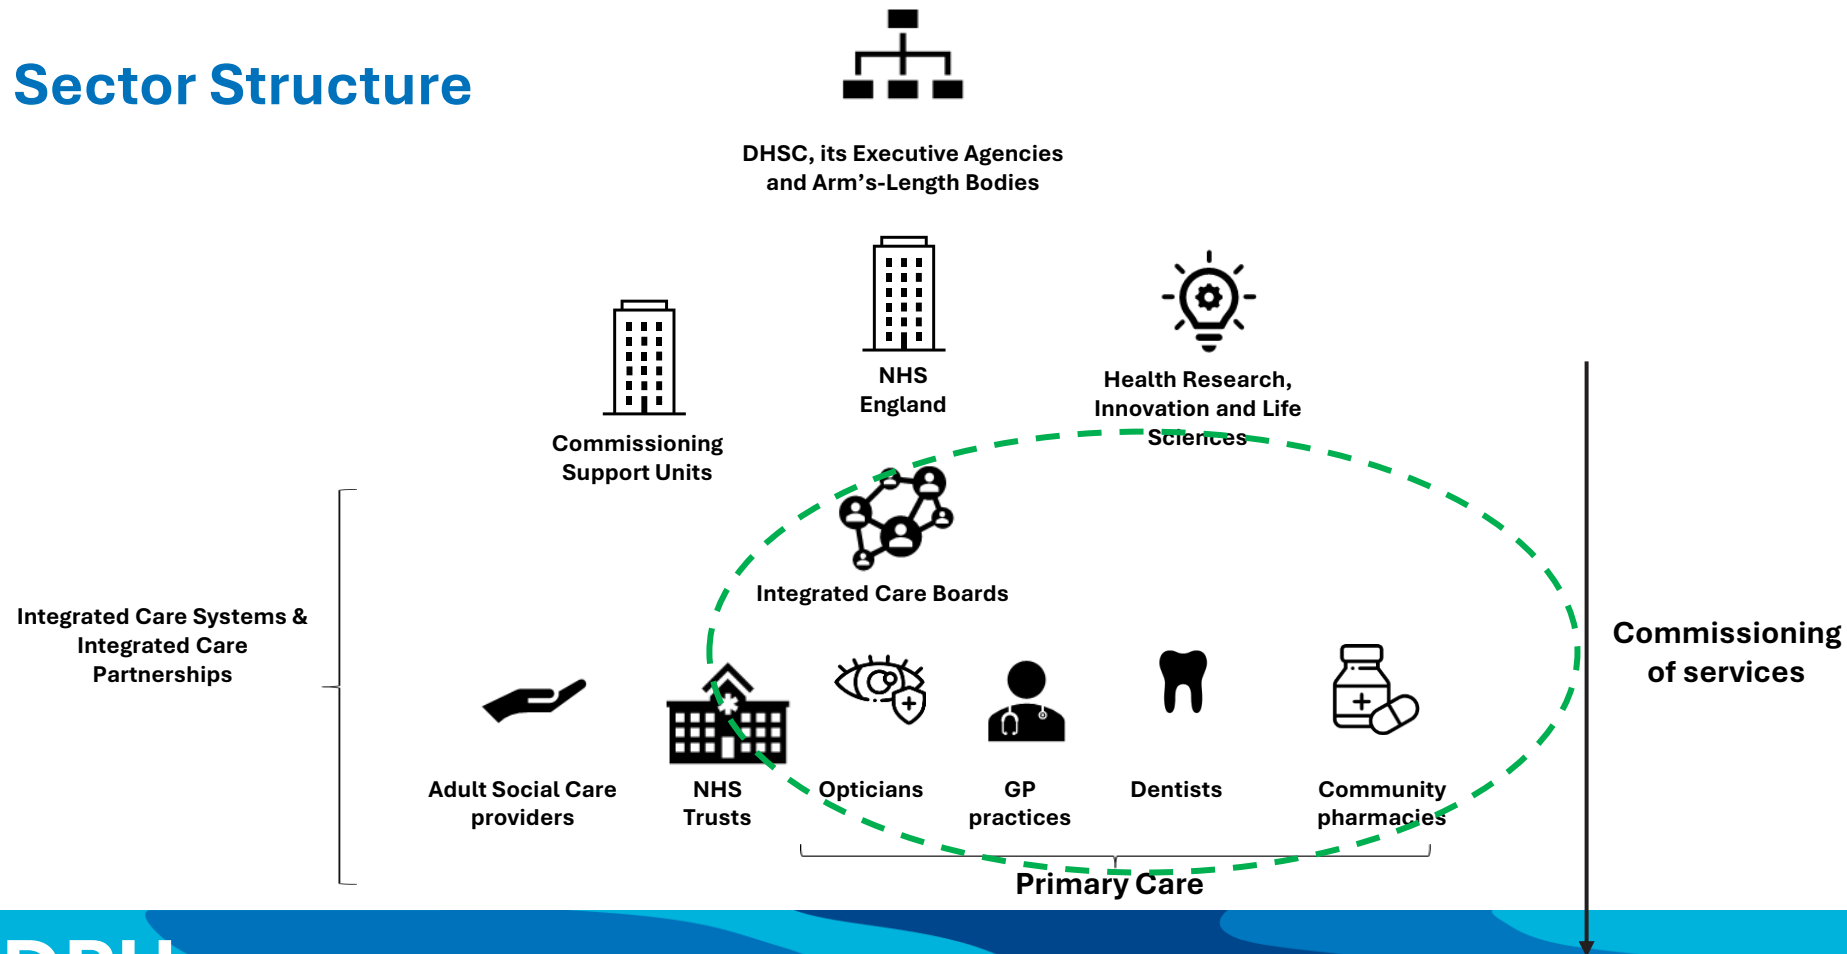 Sector Structure
DHSC, its Executive Agencies
and Arm's-Length Bodies
NHS
England
Health Research,
Innovation and Life
Sciences
Commissioning
Support Units
Integrated Care Boards
Integrated Care Systems &
Integrated Care
Partnerships
Commissioning
of services
Adult Social Care
providers
NHS
Trusts
Opticians
GP
practices
Dentists
Community
pharmacies
Primary Care